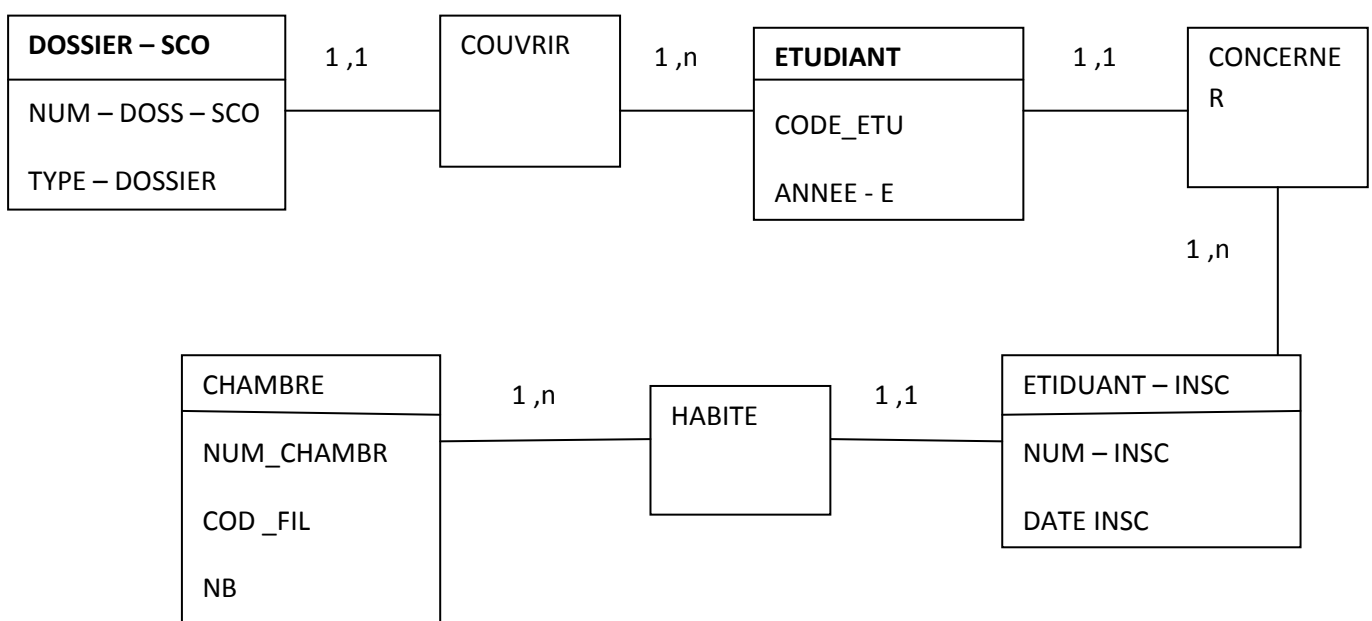 DOSSIER – SCO
NUM – DOSS – SCO
TYPE – DOSSIER
1 ,1
COUVRIR
1 ,n
ETUDIANT
CODE_ETU
ANNEE - E
1 ,1
CONCERNE
R
1 ,n
CHAMBRE
NUM_CHAMBR
COD _FIL
NB
1 ,n
HABITE
1 ,1
ETIDUANT – INSC
NUM – INSC
DATE INSC